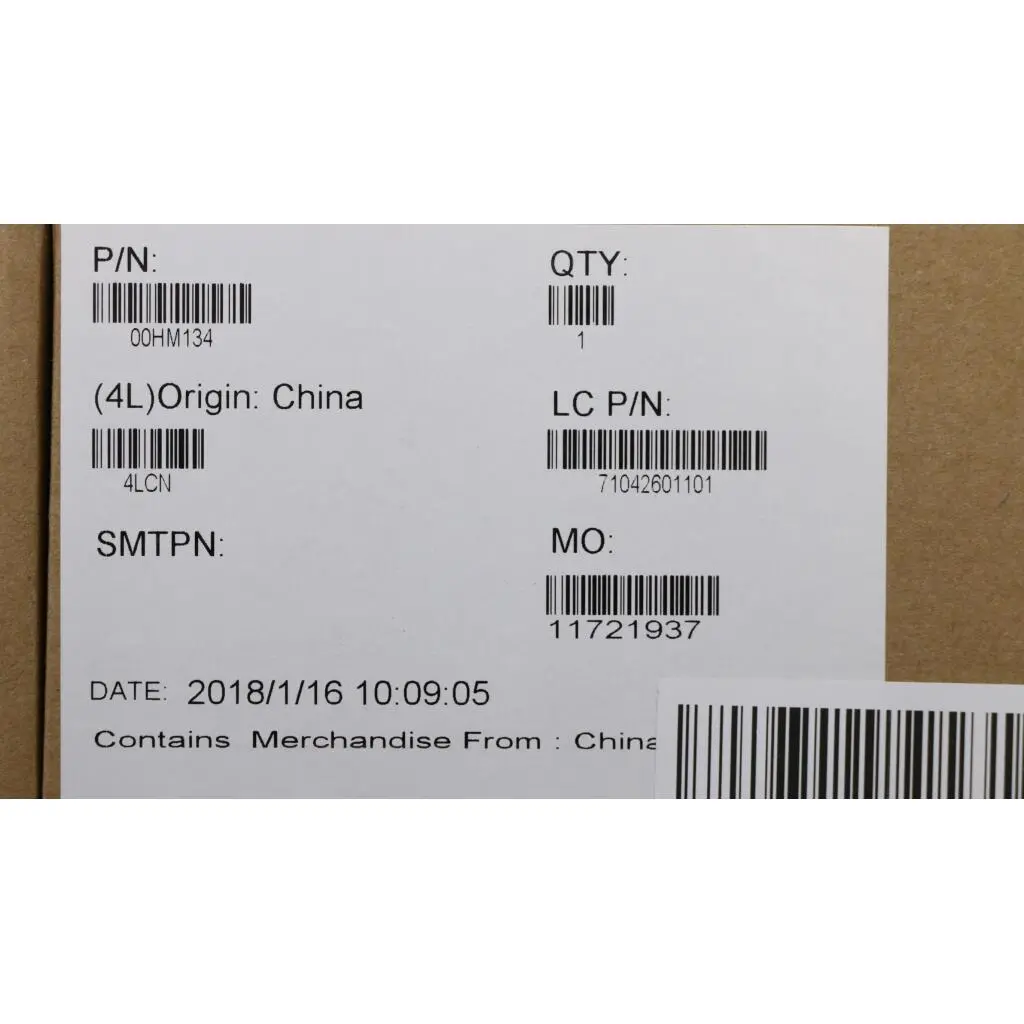 P/N:
00HM134
QTY:
1
(4L)Origin: China
4LCN
LC P/N:
71042601101
SMTPN:
MO:
11721937
DATE: 2018/1/16 10:09:05
Contains Merchandise From : China